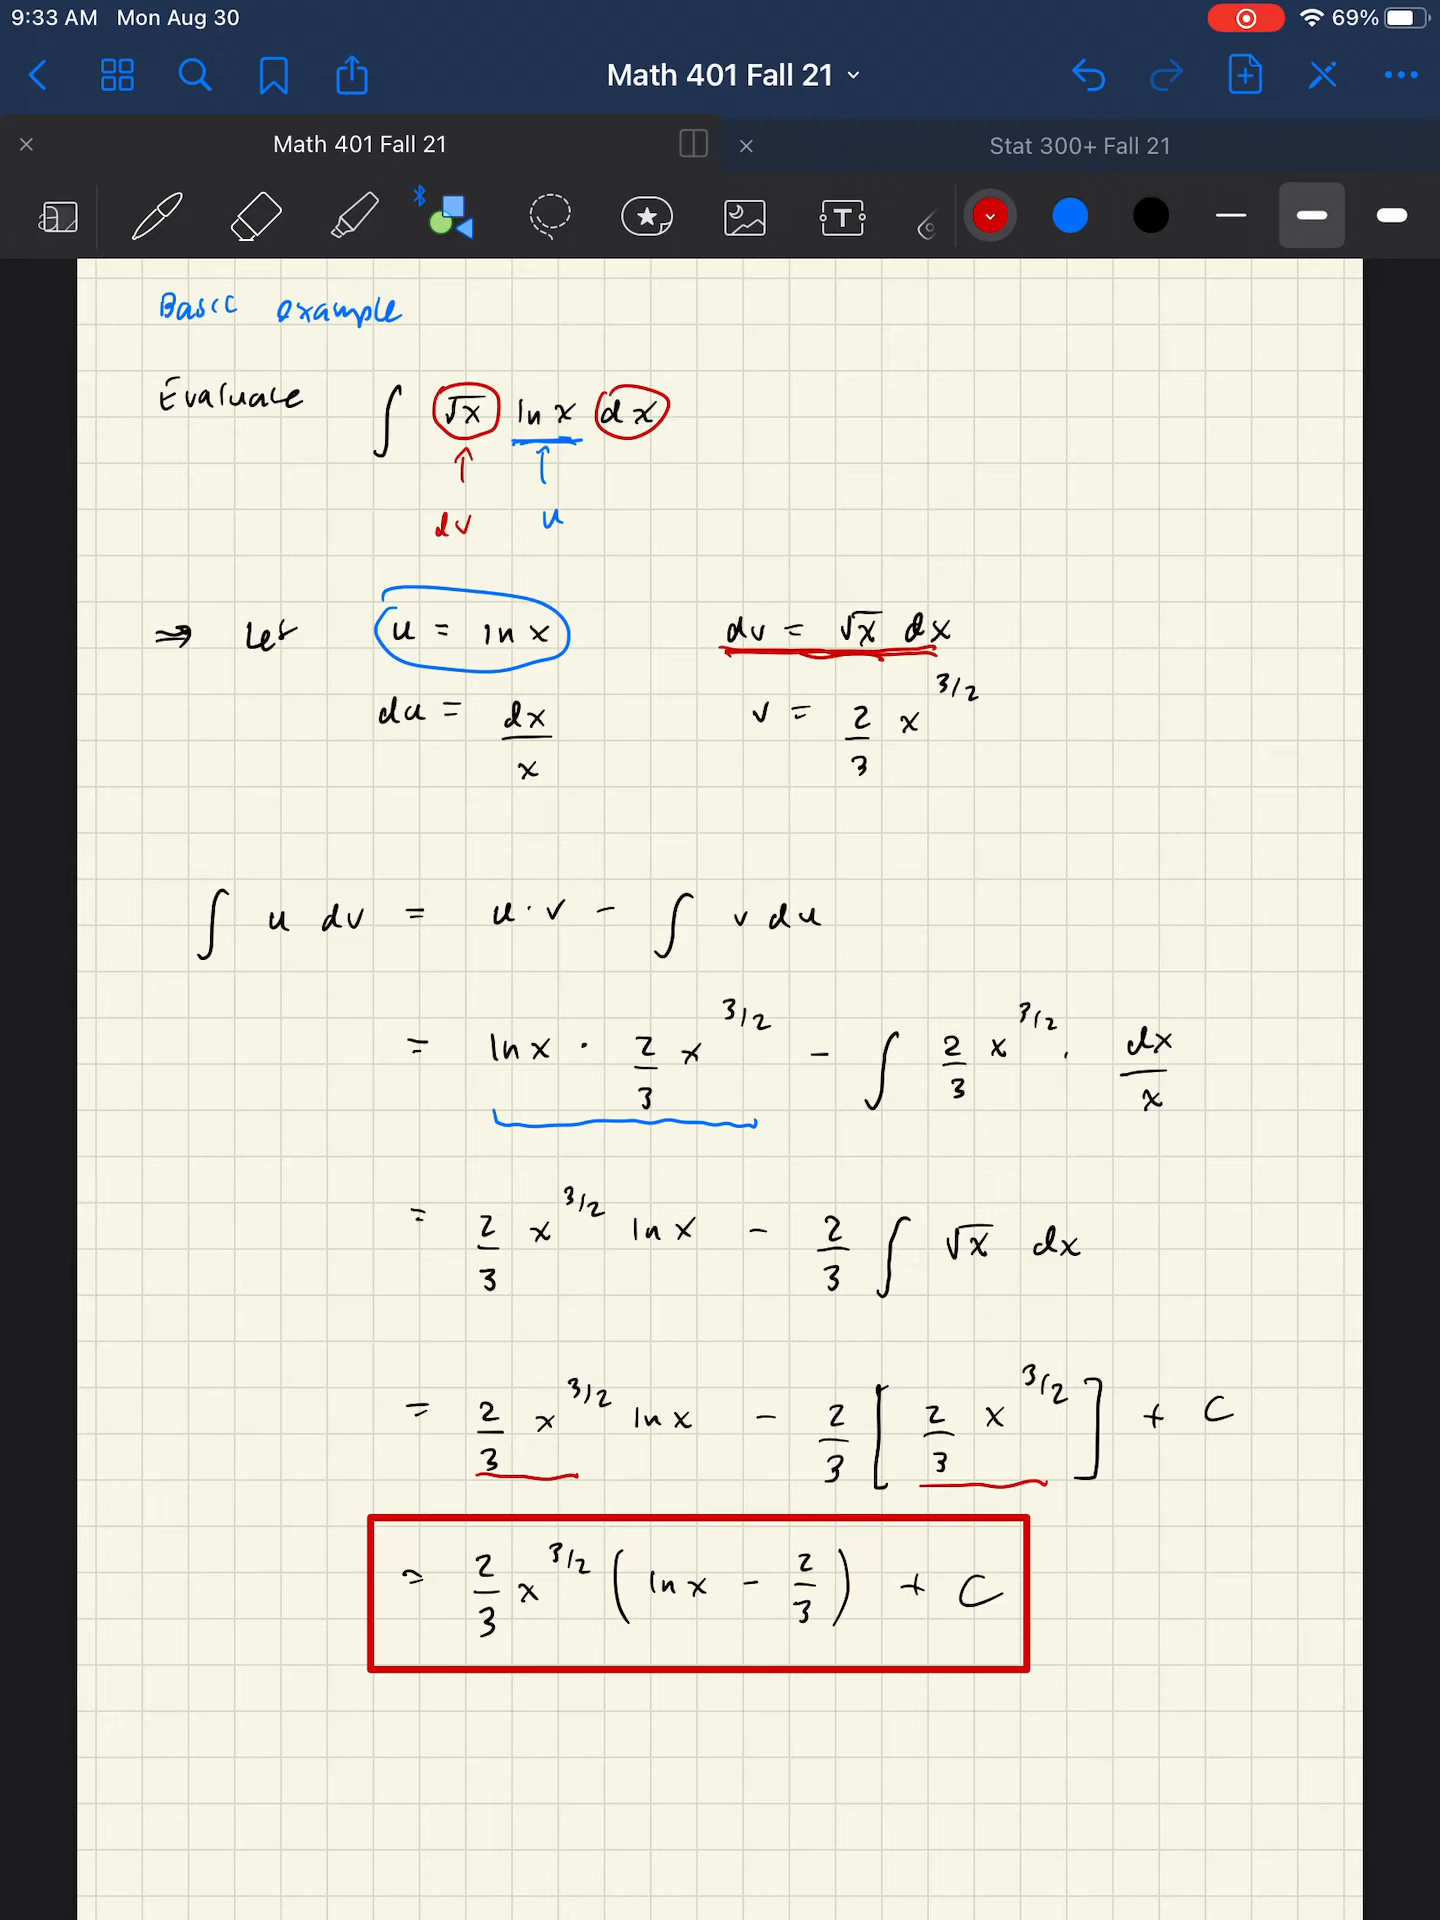 9:33 AM Mon Aug 30
69%
Math 401 Fall 21
Math 401 Fall 21
Stat 300+ Fall 21
Basic example
Evaluate ∫ √x ln x dx
dv u
⇒ Let u = ln x dv = √x dx
du = dx/x v = 2/3 x^3/2
∫ u dv = u · v - ∫ v du
= ln x · 2/3 x^3/2 - ∫ 2/3 x^3/2 · dx/x
= 2/3 x^3/2 ln x - 2/3 ∫ √x dx
= 2/3 x^3/2 ln x - 2/3 [ 2/3 x^3/2 ] + C
= 2/3 x^3/2 ( ln x - 2/3 ) + C